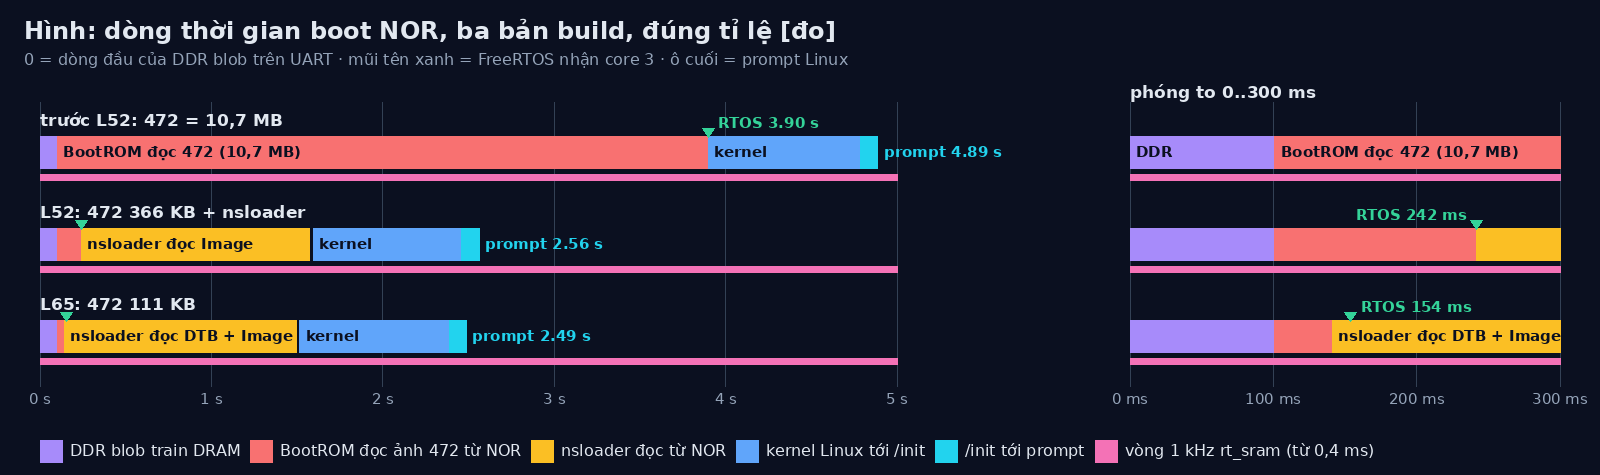 Hình: dòng thời gian boot NOR, ba bản build, đúng tỉ lệ [đo]
0 = dòng đầu của DDR blob trên UART · mũi tên xanh = FreeRTOS nhận core 3 · ô cuối = prompt Linux
phóng to 0..300 ms
trước L52: 472 = 10,7 MB
RTOS 3.90 s
BootROM đọc 472 (10,7 MB)
kernel
prompt 4.89 s
DDR
BootROM đọc 472 (10,7 MB)
L52: 472 366 KB + nsloader
RTOS 242 ms
nsloader đọc Image
kernel
prompt 2.56 s
L65: 472 111 KB
RTOS 154 ms
nsloader đọc DTB + Image
kernel
prompt 2.49 s
nsloader đọc DTB + Image
0 s
1 s
2 s
3 s
4 s
5 s
0 ms
100 ms
200 ms
300 ms
DDR blob train DRAM
BootROM đọc ảnh 472 từ NOR
nsloader đọc từ NOR
kernel Linux tới /init
/init tới prompt
vòng 1 kHz rt_sram (từ 0,4 ms)